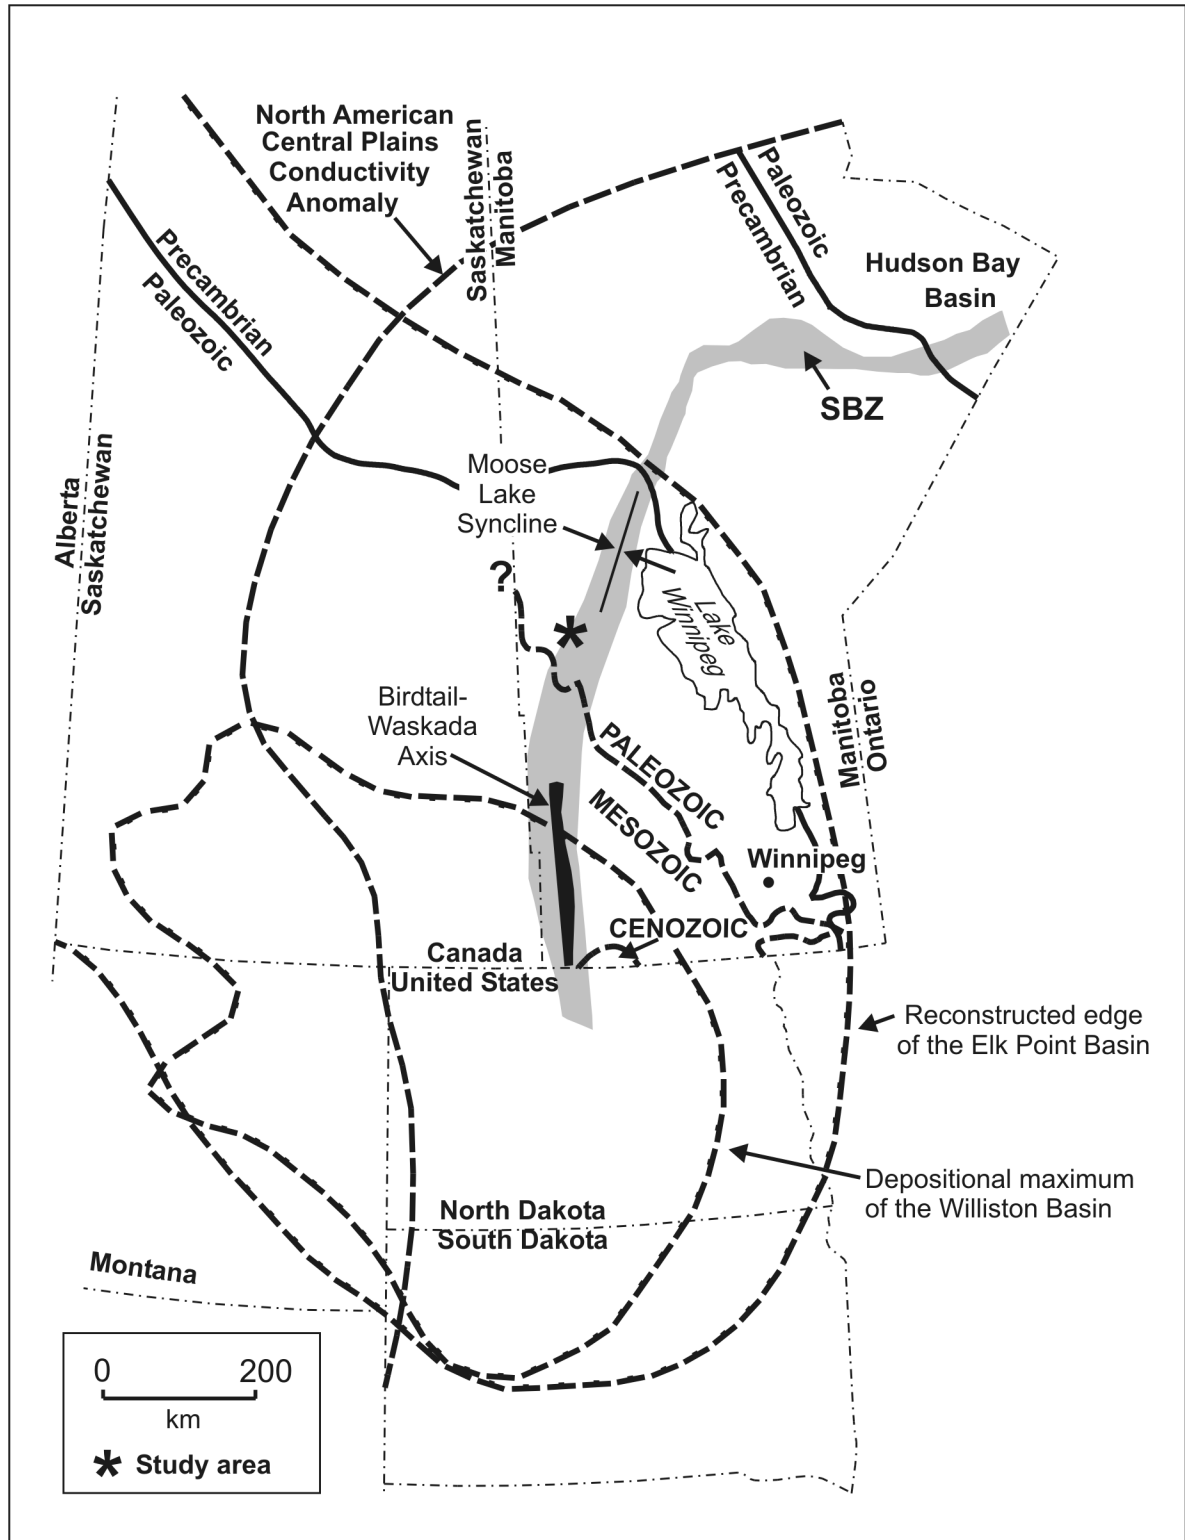 North American
Central Plains
Conductivity
Anomaly
Saskatchewan
Manitoba
Paleozoic
Precambrian
Hudson Bay
Basin
Precambrian
Paleozoic
SBZ
Alberta
Saskatchewan
Moose
Lake
Syncline
?
*
Lake
Winnipeg
Manitoba
Ontario
Birdtail-
Waskada
Axis
PALEOZOIC
MESOZOIC
Winnipeg
CENOZOIC
Canada
United States
Reconstructed edge
of the Elk Point Basin
Depositional maximum
of the Williston Basin
North Dakota
South Dakota
Montana
0 200
km
* Study area